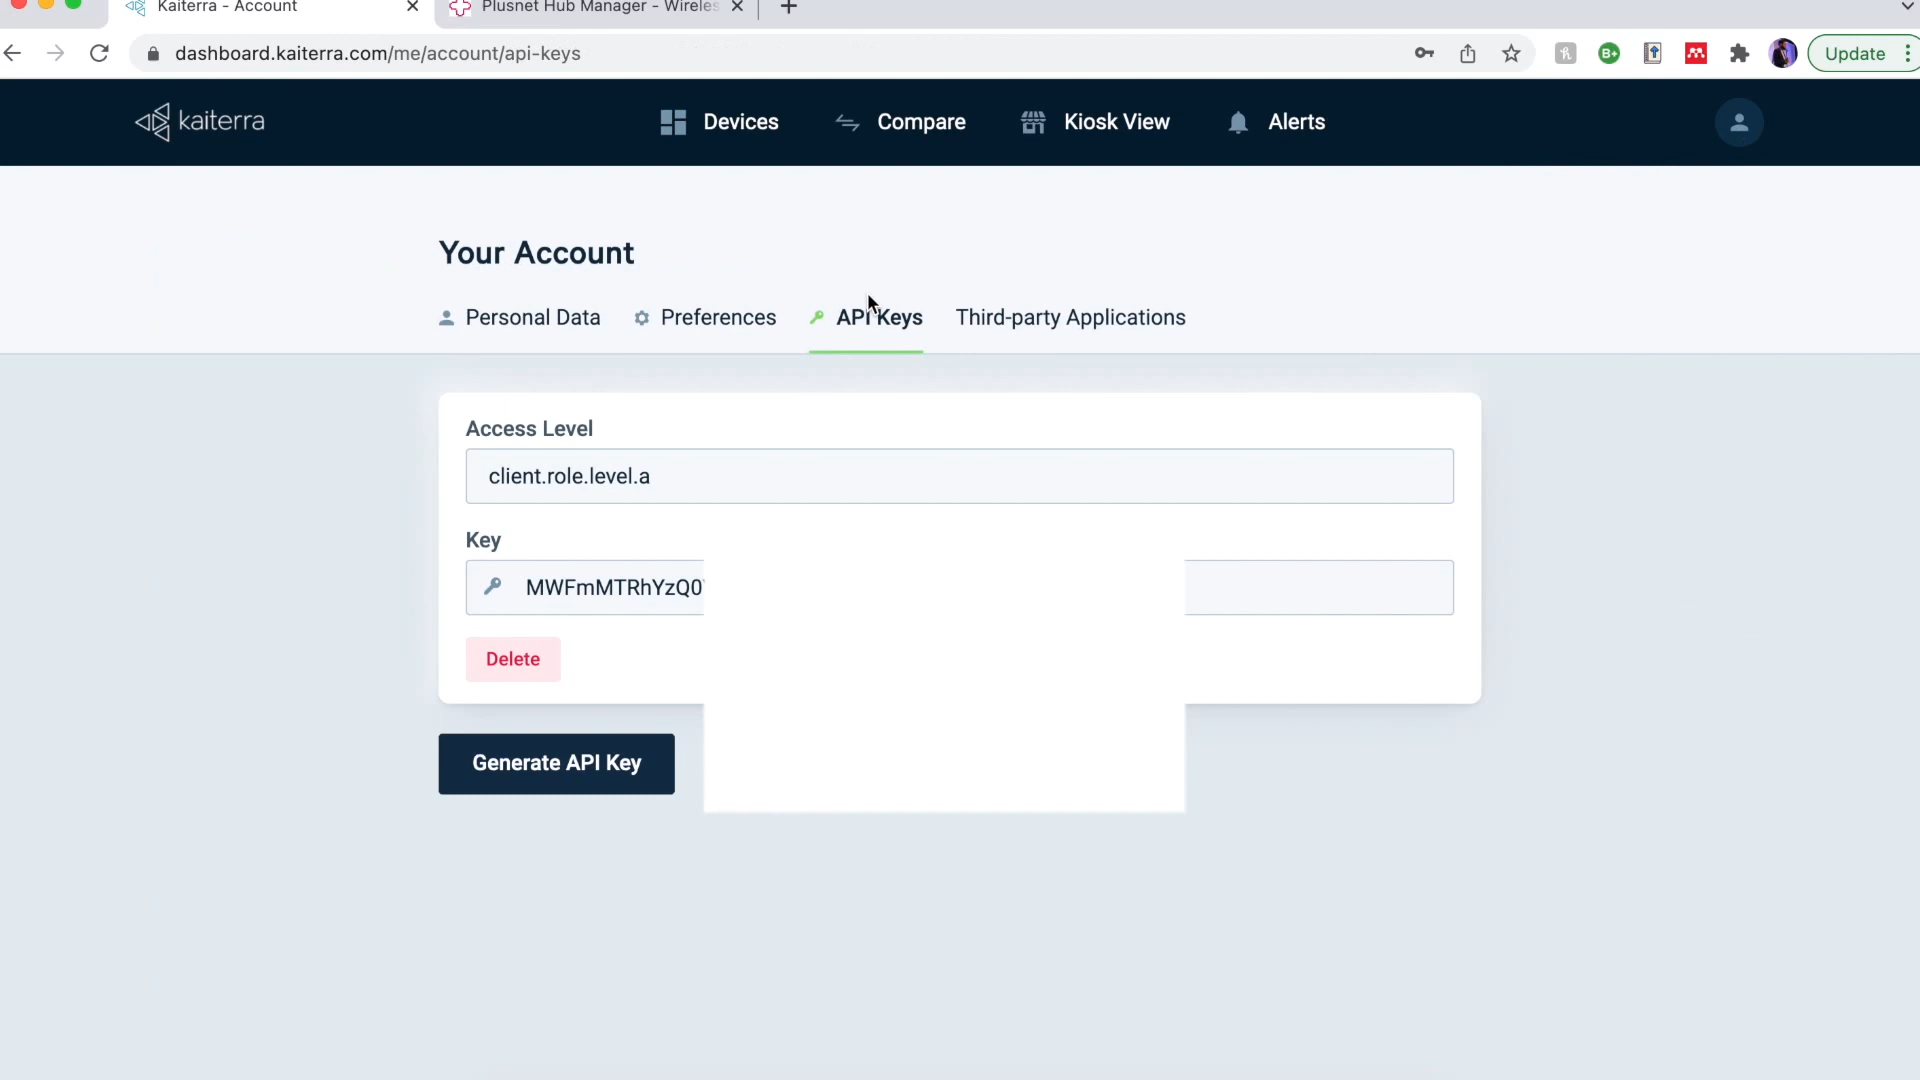 Kaiterra - Account
Plusnet Hub Manager - Wireles
dashboard.kaiterra.com/me/account/api-keys
Update
kaiterra
Devices
Compare
Kiosk View
Alerts
Your Account
Personal Data
Preferences
API Keys
Third-party Applications
Access Level
client.role.level.a
Key
MWFmMTRhYzQ0
Delete
Generate API Key